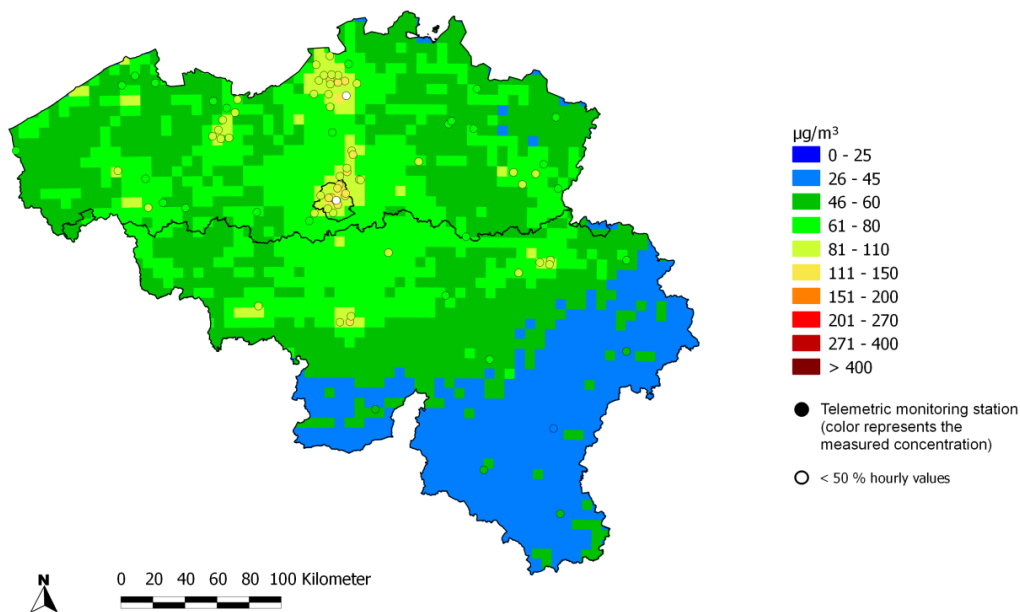 µg/m³
0 - 25
26 - 45
46 - 60
61 - 80
81 - 110
111 - 150
151 - 200
201 - 270
271 - 400
> 400
Telemetric monitoring station
(color represents the
measured concentration)
< 50 % hourly values
N
0 20 40 60 80 100 Kilometer